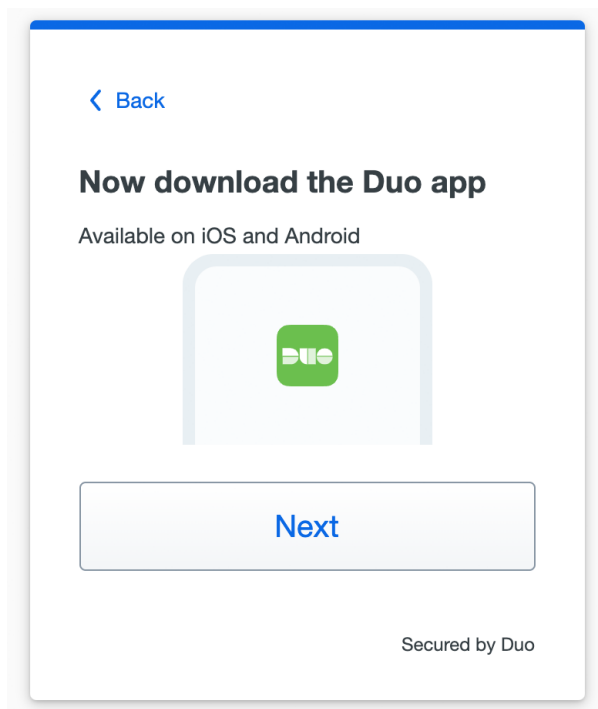 Back
Now download the Duo app
Available on iOS and Android
DUO
Next
Secured by Duo